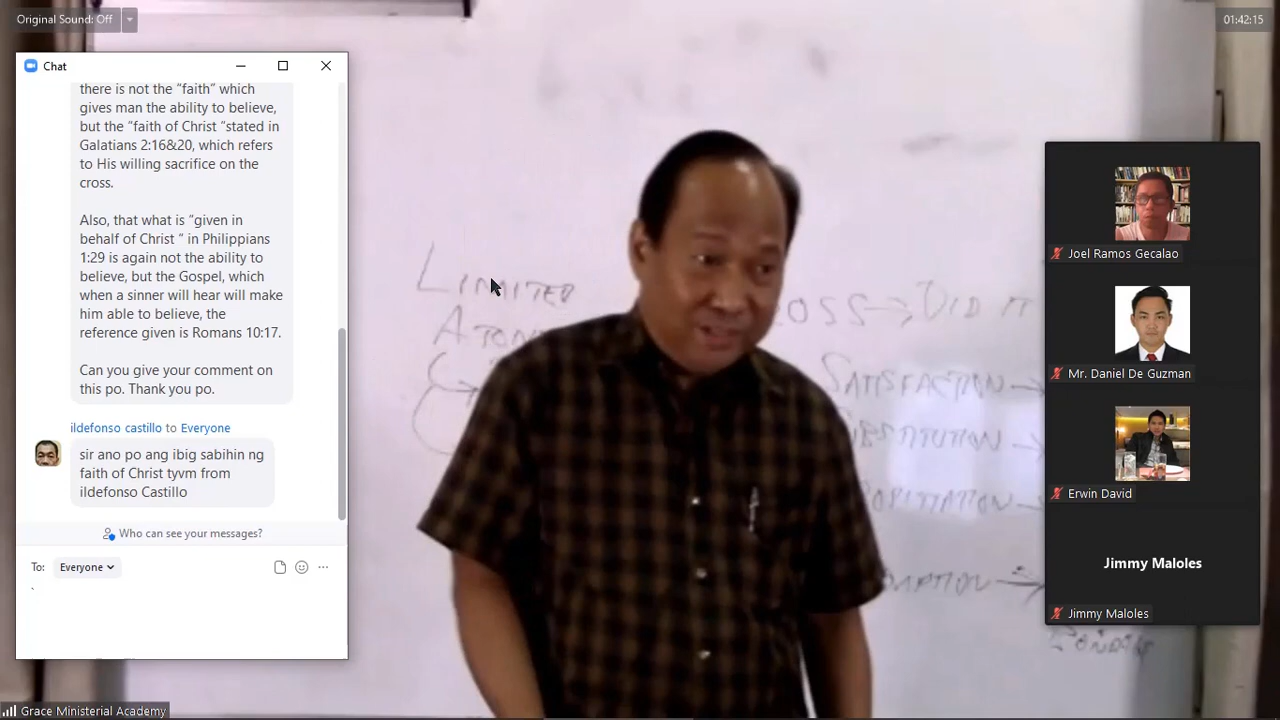 Original Sound: Off
01:42:15
Chat
there is not the "faith" which
gives man the ability to believe,
but the "faith of Christ "stated in
Galatians 2:16&20, which refers
to His willing sacrifice on the
cross.
Also, that what is "given in
behalf of Christ " in Philippians
1:29 is again not the ability to
believe, but the Gospel, which
when a sinner will hear will make
him able to believe, the
reference given is Romans 10:17.
Can you give your comment on
this po. Thank you po.
ildefonso castillo to Everyone
sir ano po ang ibig sabihin ng
faith of Christ tyvm from
ildefonso Castillo
Who can see your messages?
To: Everyone
`
LIMITED
OSS → DID IT
SATISFACTION →
Joel Ramos Gecalao
Mr. Daniel De Guzman
Erwin David
Jimmy Maloles
Jimmy Maloles
Grace Ministerial Academy